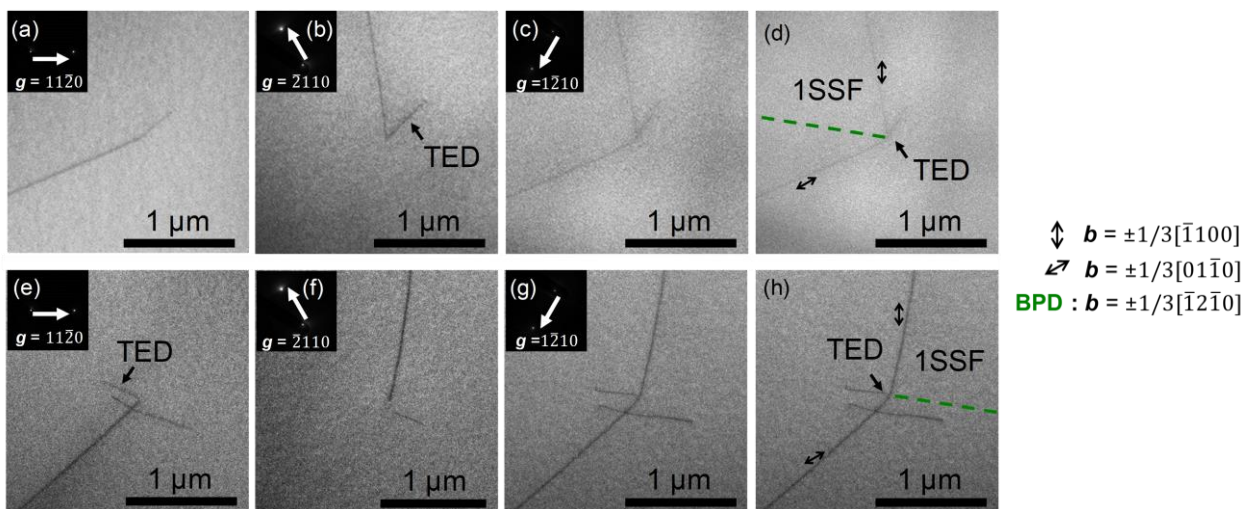 (a)
g = 112̄0
1 μm
(b)
g = 2̄110
TED
1 μm
(c)
g =12̄10
1 μm
(d)
1SSF
TED
1 μm
(e)
g = 112̄0
TED
1 μm
(f)
g = 2̄110
1 μm
(g)
g =12̄10
1 μm
(h)
TED
1SSF
1 μm
b = ±1/3[1̄100]
b = ±1/3[011̄0]
BPD : b = ±1/3[1̄21̄0]